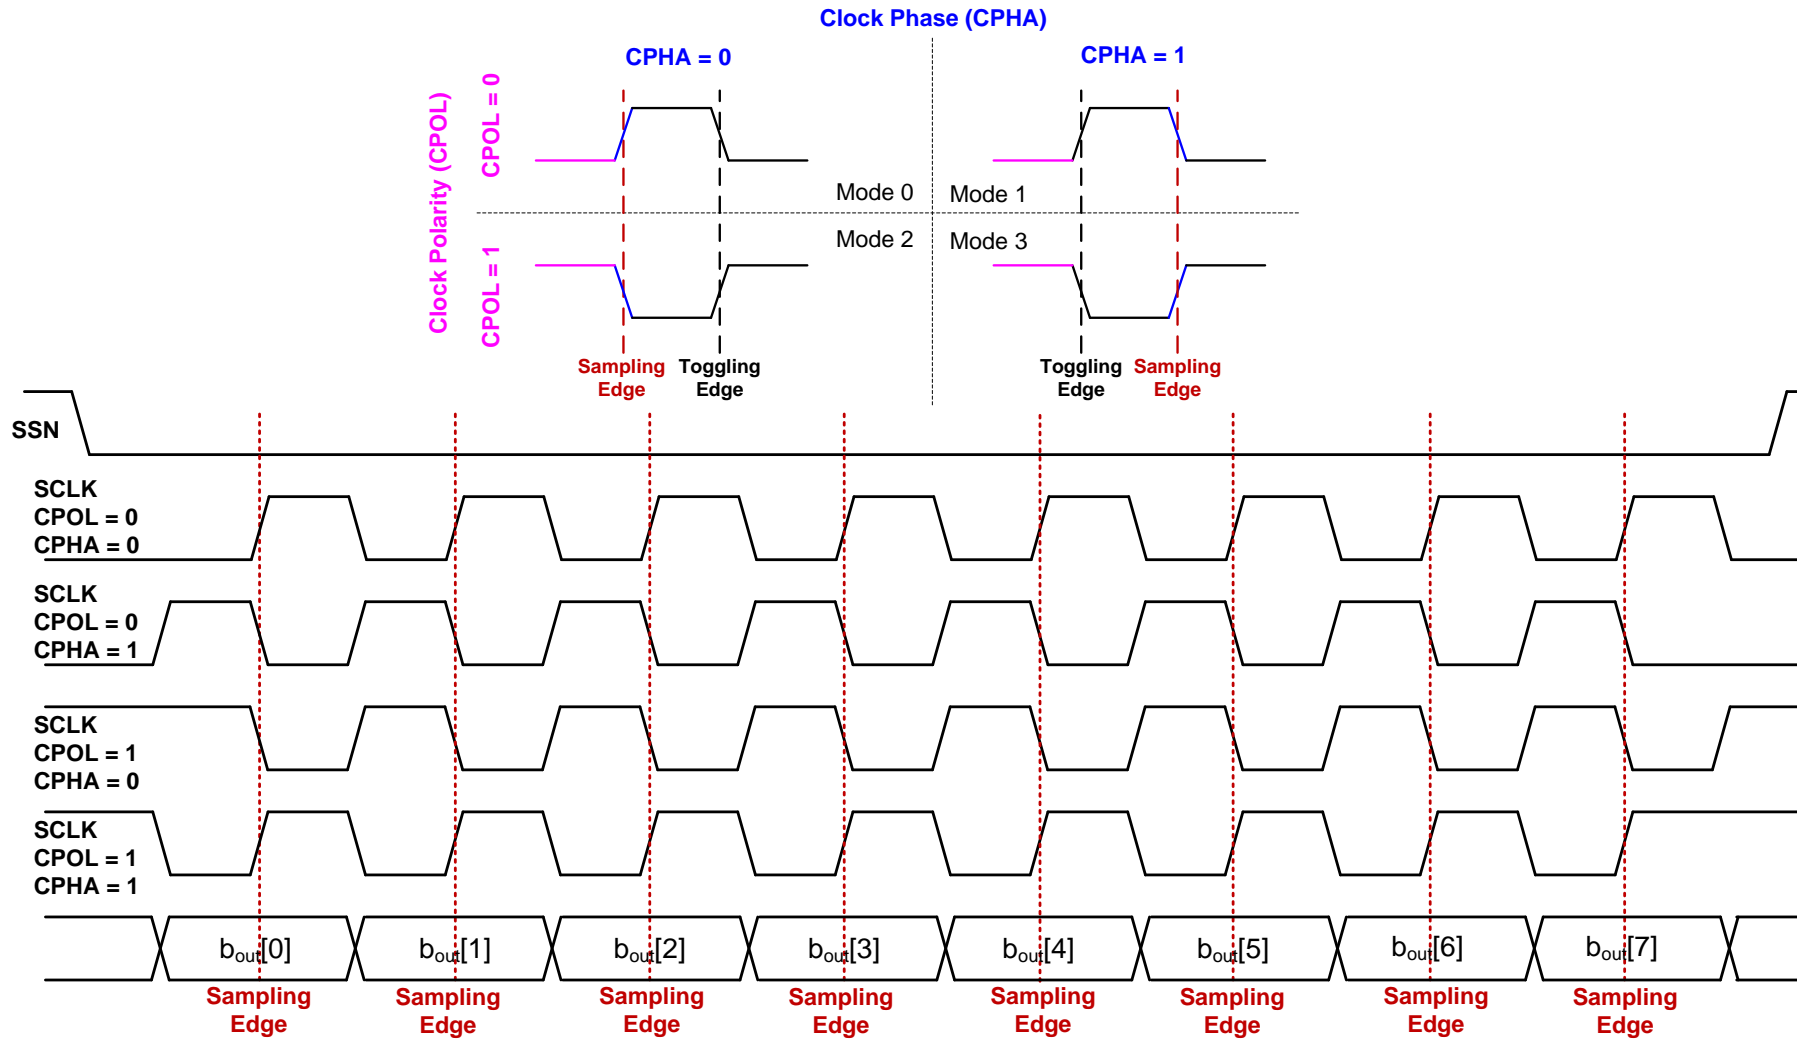 Clock Phase (CPHA)
CPHA = 0
CPHA = 1
Clock Polarity (CPOL)
CPOL = 0
CPOL = 1
Mode 0
Mode 1
Mode 2
Mode 3
Sampling
Edge
Toggling
Edge
Toggling
Edge
Sampling
Edge
SSN
SCLK
CPOL = 0
CPHA = 0
SCLK
CPOL = 0
CPHA = 1
SCLK
CPOL = 1
CPHA = 0
SCLK
CPOL = 1
CPHA = 1
bout[0] bout[1] bout[2] bout[3] bout[4] bout[5] bout[6] bout[7]
Sampling Sampling Sampling Sampling Sampling Sampling Sampling Sampling
Edge Edge Edge Edge Edge Edge Edge Edge